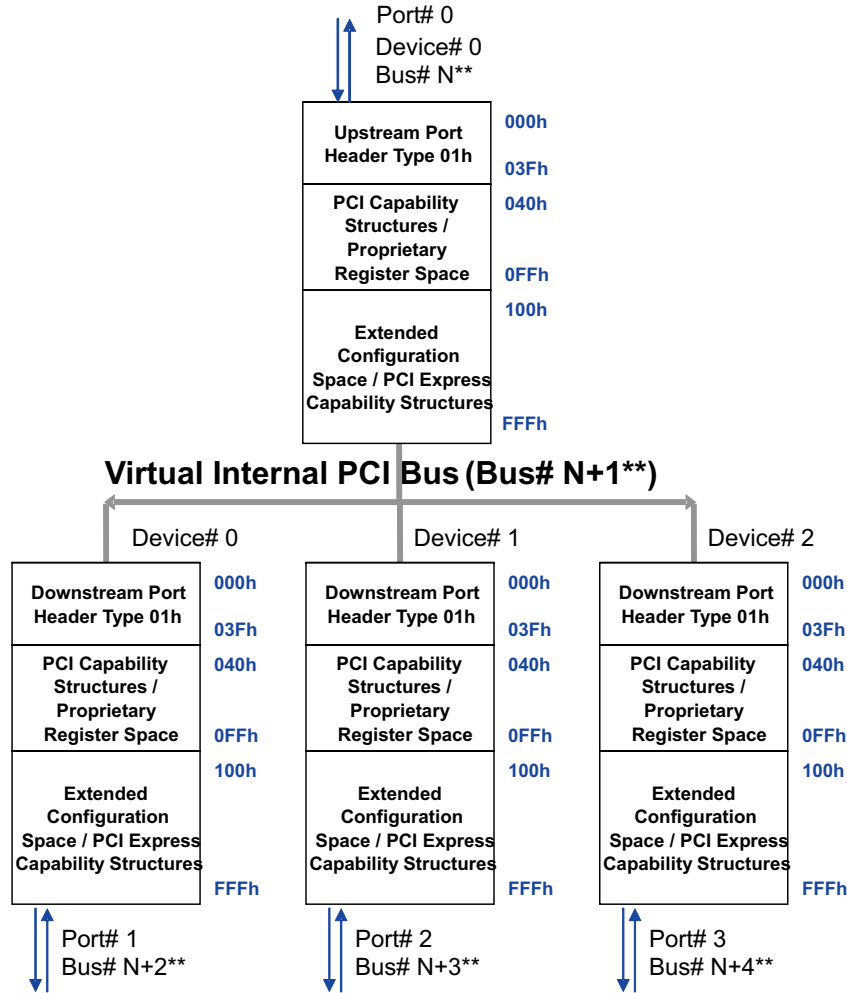 Port# 0
Device# 0
Bus# N**
Upstream Port
Header Type 01h
000h
03Fh
PCI Capability
Structures /
Proprietary
Register Space
040h
0FFh
Extended
Configuration
Space / PCI Express
Capability Structures
100h
FFFh
Virtual Internal PCI Bus (Bus# N+1**)
Device# 0
Downstream Port
Header Type 01h
000h
03Fh
PCI Capability
Structures /
Proprietary
Register Space
040h
0FFh
Extended
Configuration
Space / PCI Express
Capability Structures
100h
FFFh
Port# 1
Bus# N+2**
Device# 1
Downstream Port
Header Type 01h
000h
03Fh
PCI Capability
Structures /
Proprietary
Register Space
040h
0FFh
Extended
Configuration
Space / PCI Express
Capability Structures
100h
FFFh
Port# 2
Bus# N+3**
Device# 2
Downstream Port
Header Type 01h
000h
03Fh
PCI Capability
Structures /
Proprietary
Register Space
040h
0FFh
Extended
Configuration
Space / PCI Express
Capability Structures
100h
FFFh
Port# 3
Bus# N+4**